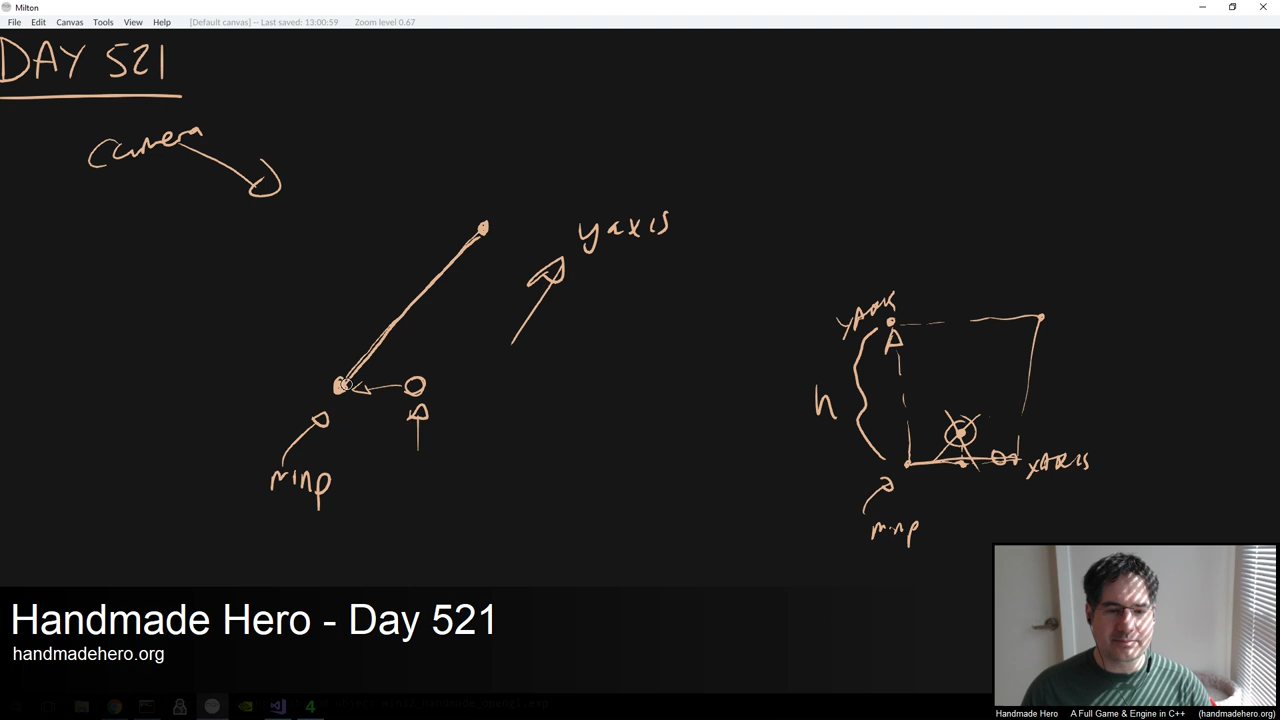 Milton
File Edit Canvas Tools View Help [Default canvas] -- Last saved: 13:00:59 Zoom level 0.67
DAY 521
camera
y axis
yAxis
h
xAxis
minp
minp
Handmade Hero - Day 521
handmadehero.org
Handmade Hero A Full Game & Engine in C++ (handmadehero.org)